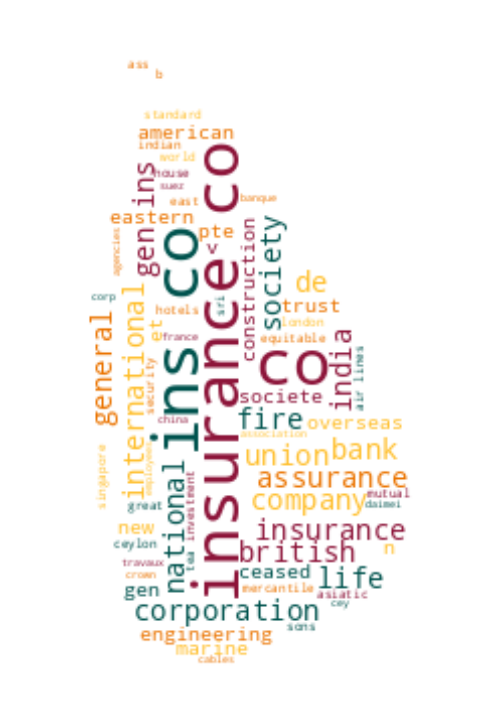 ass
b
standard
american
indian
world
house
suez
gen ins
east
banque
eastern
pte
v
agencies
construction
society
insurance co
ins co
de
corp
international
sri
trust
hotels
london
et
equitable
general
france
co
india
air lines
security
societe
china
fire
overseas
association
union
bank
employees
singapore
national
investment
assurance
great
company
mutual
daimei
new
insurance
ceylon
british
n
tea
travaux
crown
ceased
life
gen
mercantile
asiatic
corporation
cey
engineering
sons
marine
cables